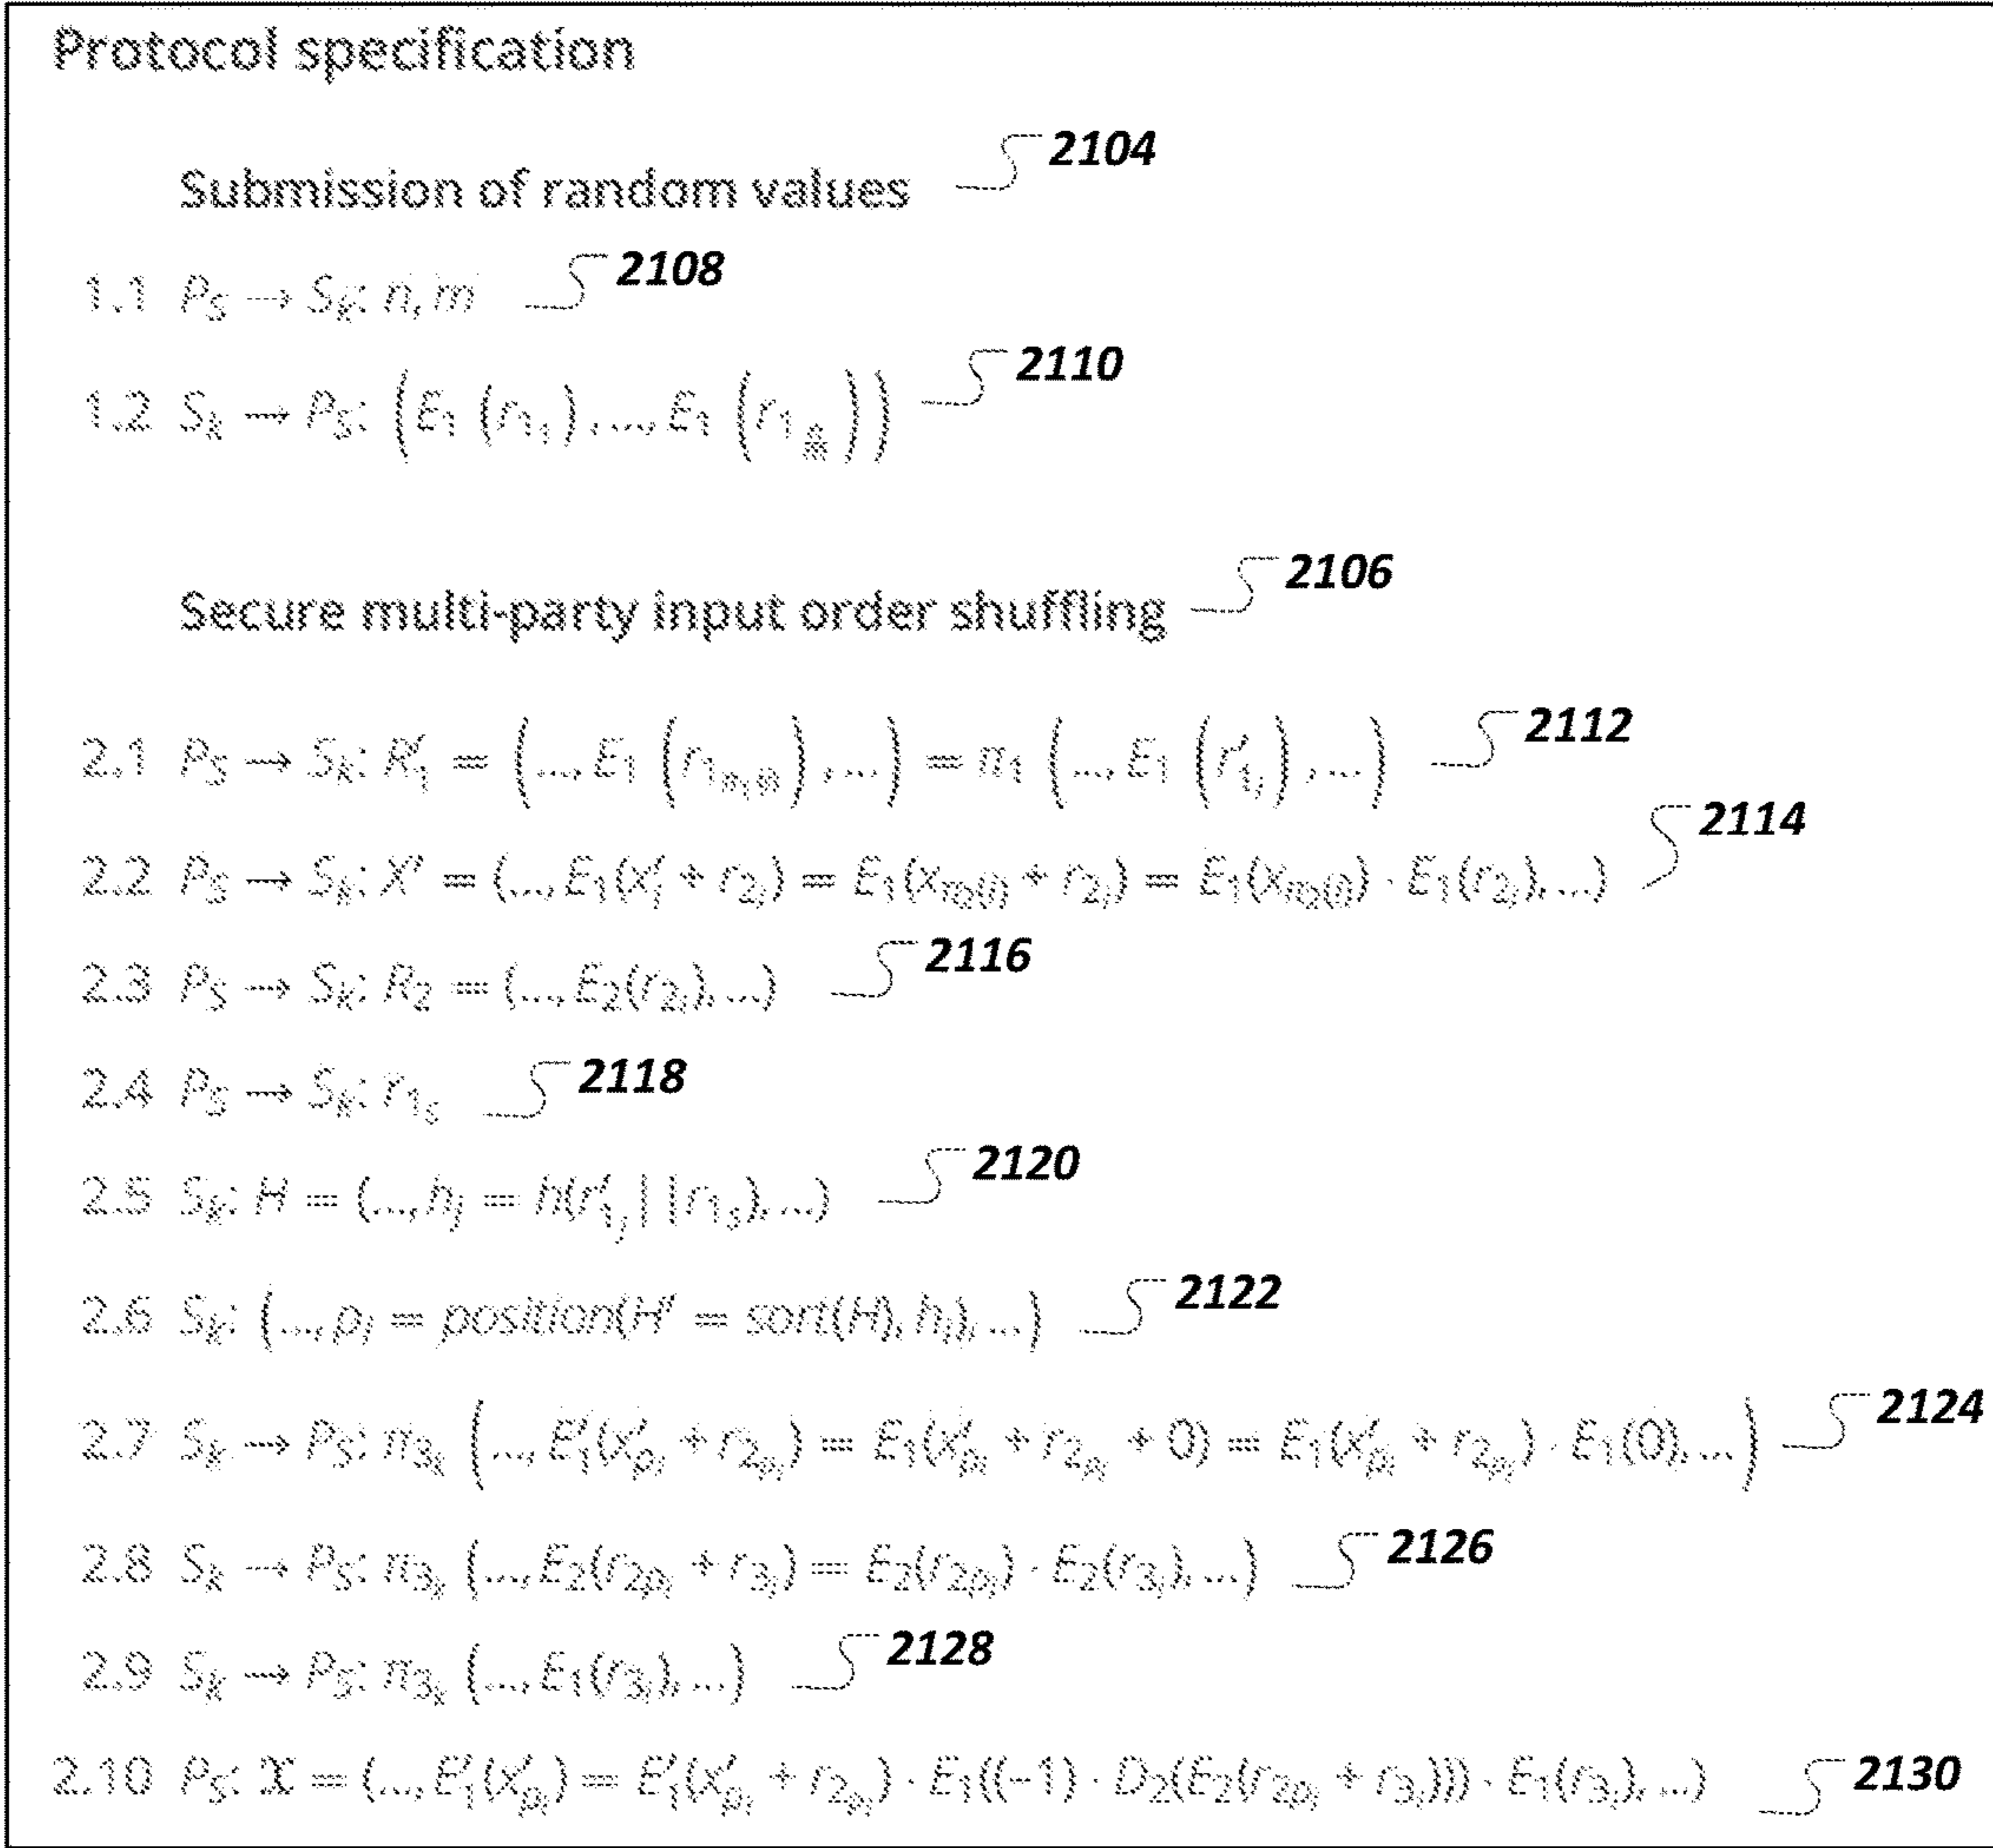 Protocol specification
Submission of random values 2104
1.1 P_S → S_k: n, m 2108
1.2 S_k → P_S: (E_1 (r_{1_1}), ..., E_1 (r_{1_{n/m}})) 2110
Secure multi-party input order shuffling 2106
2.1 P_S → S_k: R'_1 = (..., E_1 (r_{1_{π_1(i)}}), ...) = π_1 (..., E_1 (r'_{1_j}), ...) 2112
2.2 P_S → S_k: X' = (..., E_1(x'_i + r_{2_i}) = E_1(x_{π_2(i)} + r_{2_i}) = E_1(x_{π_2(i)}) · E_1(r_{2_i}), ...) 2114
2.3 P_S → S_k: R_2 = (..., E_2(r_{2_i}), ...) 2116
2.4 P_S → S_k: r_{1_S} 2118
2.5 S_k: H = (..., h_j = h(r'_{1_j} || r_{1_S}), ...) 2120
2.6 S_k: (..., p_i = position(H' = sort(H), h_i), ...) 2122
2.7 S_k → P_S: π_{3_k} (..., E'_1(x'_{p_i} + r_{2_{p_i}}) = E_1(x'_{p_i} + r_{2_{p_i}} + 0) = E_1(x'_{p_i} + r_{2_{p_i}}) · E_1(0), ...) 2124
2.8 S_k → P_S: π_{3_k} (..., E_2(r_{2_{p_i}} + r_{3_i}) = E_2(r_{2_{p_i}}) · E_2(r_{3_i}), ...) 2126
2.9 S_k → P_S: π_{3_k} (..., E_1(r_{3_i}), ...) 2128
2.10 P_S: X = (..., E'_1(x'_{p_i}) = E'_1(x'_{p_i} + r_{2_{p_i}}) · E_1((-1) · D_2(E_2(r_{2_{p_i}} + r_{3_i}))) · E_1(r_{3_i}), ...) 2130